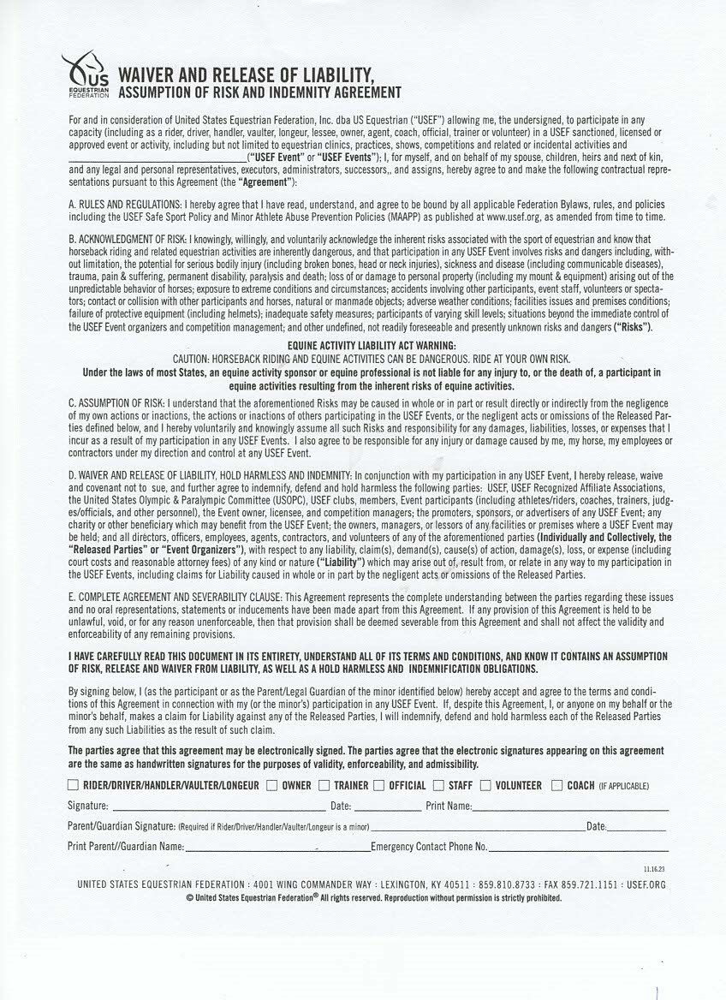 US
EQUESTRIAN
FEDERATION
WAIVER AND RELEASE OF LIABILITY,
ASSUMPTION OF RISK AND INDEMNITY AGREEMENT
For and in consideration of United States Equestrian Federation, Inc. dba US Equestrian ("USEF") allowing me, the undersigned, to participate in any
capacity (including as a rider, driver, handler, vaulter, longeur, lessee, owner, agent, coach, official, trainer or volunteer) in a USEF sanctioned, licensed or
approved event or activity, including but not limited to equestrian clinics, practices, shows, competitions and related or incidental activities and
______________________________("USEF Event" or "USEF Events"); I, for myself, and on behalf of my spouse, children, heirs and next of kin,
and any legal and personal representatives, executors, administrators, successors,, and assigns, hereby agree to and make the following contractual repre-
sentations pursuant to this Agreement (the "Agreement"):
A. RULES AND REGULATIONS: I hereby agree that I have read, understand, and agree to be bound by all applicable Federation Bylaws, rules, and policies
including the USEF Safe Sport Policy and Minor Athlete Abuse Prevention Policies (MAAPP) as published at www.usef.org, as amended from time to time.
B. ACKNOWLEDGMENT OF RISK: I knowingly, willingly, and voluntarily acknowledge the inherent risks associated with the sport of equestrian and know that
horseback riding and related equestrian activities are inherently dangerous, and that participation in any USEF Event involves risks and dangers including, with-
out limitation, the potential for serious bodily injury (including broken bones, head or neck injuries), sickness and disease (including communicable diseases),
trauma, pain & suffering, permanent disability, paralysis and death; loss of or damage to personal property (including my mount & equipment) arising out of the
unpredictable behavior of horses; exposure to extreme conditions and circumstances; accidents involving other participants, event staff, volunteers or specta-
tors; contact or collision with other participants and horses, natural or manmade objects; adverse weather conditions; facilities issues and premises conditions;
failure of protective equipment (including helmets); inadequate safety measures; participants of varying skill levels; situations beyond the immediate control of
the USEF Event organizers and competition management; and other undefined, not readily foreseeable and presently unknown risks and dangers ("Risks").
EQUINE ACTIVITY LIABILITY ACT WARNING:
CAUTION: HORSEBACK RIDING AND EQUINE ACTIVITIES CAN BE DANGEROUS. RIDE AT YOUR OWN RISK.
Under the laws of most States, an equine activity sponsor or equine professional is not liable for any injury to, or the death of, a participant in
equine activities resulting from the inherent risks of equine activities.
C. ASSUMPTION OF RISK: I understand that the aforementioned Risks may be caused in whole or in part or result directly or indirectly from the negligence
of my own actions or inactions, the actions or inactions of others participating in the USEF Events, or the negligent acts or omissions of the Released Par-
ties defined below, and I hereby voluntarily and knowingly assume all such Risks and responsibility for any damages, liabilities, losses, or expenses that I
incur as a result of my participation in any USEF Events. I also agree to be responsible for any injury or damage caused by me, my horse, my employees or
contractors under my direction and control at any USEF Event.
D. WAIVER AND RELEASE OF LIABILITY, HOLD HARMLESS AND INDEMNITY: In conjunction with my participation in any USEF Event, I hereby release, waive
and covenant not to sue, and further agree to indemnify, defend and hold harmless the following parties: USEF, USEF Recognized Affiliate Associations,
the United States Olympic & Paralympic Committee (USOPC), USEF clubs, members, Event participants (including athletes/riders, coaches, trainers, judg-
es/officials, and other personnel), the Event owner, licensee, and competition managers; the promoters, sponsors, or advertisers of any USEF Event; any
charity or other beneficiary which may benefit from the USEF Event; the owners, managers, or lessors of any facilities or premises where a USEF Event may
be held; and all directors, officers, employees, agents, contractors, and volunteers of any of the aforementioned parties (Individually and Collectively, the
"Released Parties" or "Event Organizers"), with respect to any liability, claim(s), demand(s), cause(s) of action, damage(s), loss, or expense (including
court costs and reasonable attorney fees) of any kind or nature ("Liability") which may arise out of, result from, or relate in any way to my participation in
the USEF Events, including claims for Liability caused in whole or in part by the negligent acts or omissions of the Released Parties.
E. COMPLETE AGREEMENT AND SEVERABILITY CLAUSE: This Agreement represents the complete understanding between the parties regarding these issues
and no oral representations, statements or inducements have been made apart from this Agreement. If any provision of this Agreement is held to be
unlawful, void, or for any reason unenforceable, then that provision shall be deemed severable from this Agreement and shall not affect the validity and
enforceability of any remaining provisions.
I HAVE CAREFULLY READ THIS DOCUMENT IN ITS ENTIRETY, UNDERSTAND ALL OF ITS TERMS AND CONDITIONS, AND KNOW IT CONTAINS AN ASSUMPTION
OF RISK, RELEASE AND WAIVER FROM LIABILITY, AS WELL AS A HOLD HARMLESS AND INDEMNIFICATION OBLIGATIONS.
By signing below, I (as the participant or as the Parent/Legal Guardian of the minor identified below) hereby accept and agree to the terms and condi-
tions of this Agreement in connection with my (or the minor's) participation in any USEF Event. If, despite this Agreement, I, or anyone on my behalf or the
minor's behalf, makes a claim for Liability against any of the Released Parties, I will indemnify, defend and hold harmless each of the Released Parties
from any such Liabilities as the result of such claim.
The parties agree that this agreement may be electronically signed. The parties agree that the electronic signatures appearing on this agreement
are the same as handwritten signatures for the purposes of validity, enforceability, and admissibility.
☐ RIDER/DRIVER/HANDLER/VAULTER/LONGEUR ☐ OWNER ☐ TRAINER ☐ OFFICIAL ☐ STAFF ☐ VOLUNTEER ☐ COACH (IF APPLICABLE)
Signature: ______________________________ Date: __________ Print Name:______________________________
Parent/Guardian Signature: (Required if Rider/Driver/Handler/Vaulter/Longeur is a minor)______________________________Date:__________
Print Parent//Guardian Name:______________________________Emergency Contact Phone No.______________________________
11.16.23
UNITED STATES EQUESTRIAN FEDERATION : 4001 WING COMMANDER WAY : LEXINGTON, KY 40511 : 859.810.8733 : FAX 859.721.1151 : USEF.ORG
© United States Equestrian Federation® All rights reserved. Reproduction without permission is strictly prohibited.